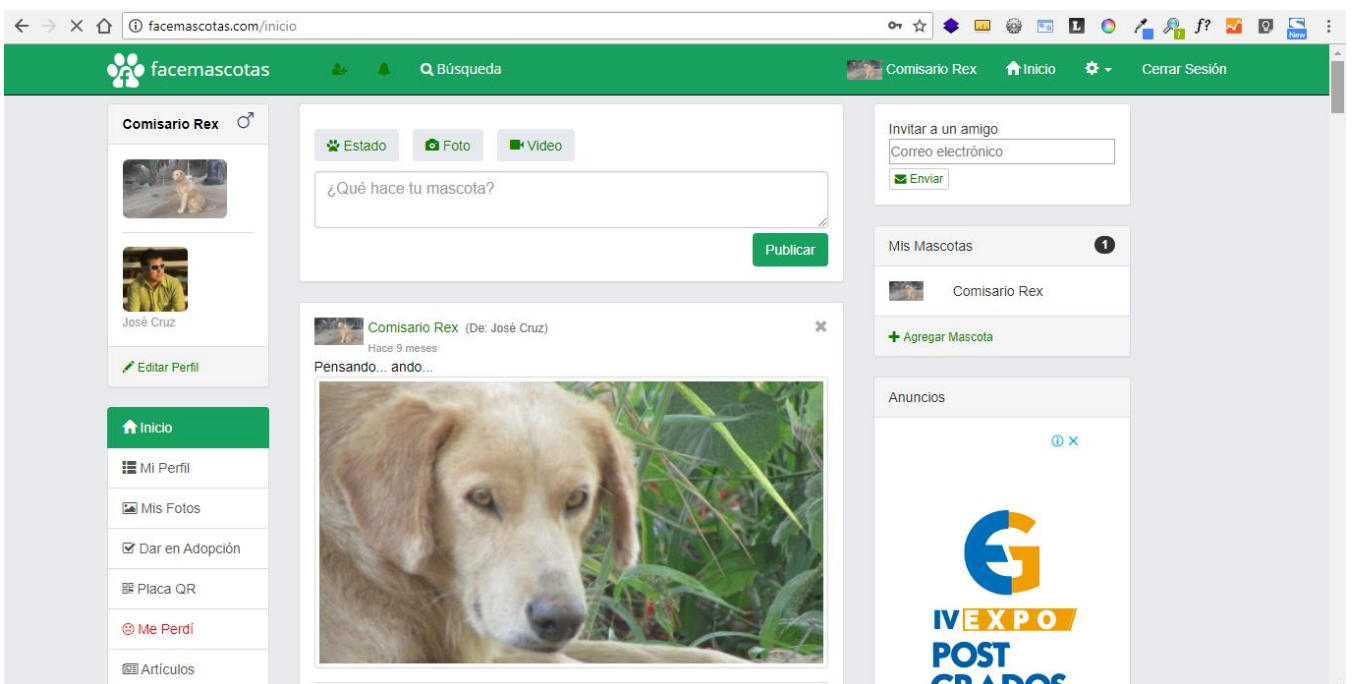 facemascotas.com/inicio
L
f?
New
facemascotas
Búsqueda
Comisario Rex
Inicio
Cerrar Sesión
Comisario Rex
José Cruz
Editar Perfil
Inicio
Mi Perfil
Mis Fotos
Dar en Adopción
Placa QR
Me Perdí
Artículos
Estado
Foto
Video
¿Qué hace tu mascota?
Publicar
Comisario Rex (De: José Cruz)
Hace 9 meses
Pensando... ando...
Invitar a un amigo
Correo electrónico
Enviar
Mis Mascotas 1
Comisario Rex
Agregar Mascota
Anuncios
IV EXPO
POST
GRADOS